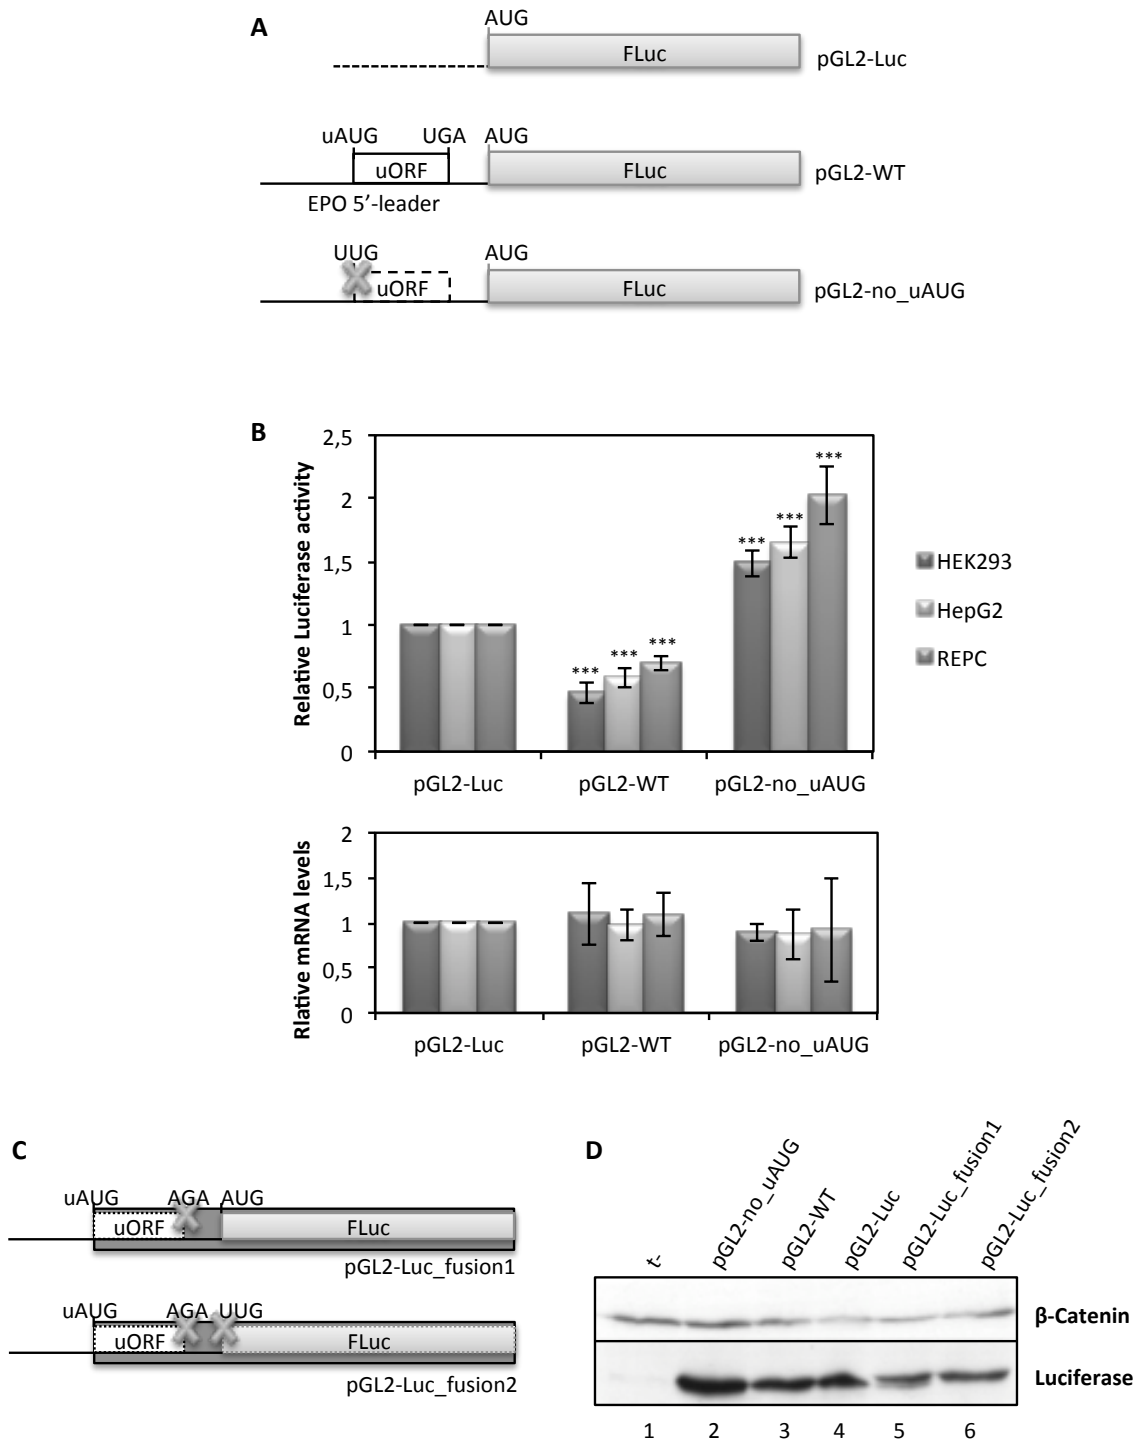 A
AUG
FLuc
pGL2-Luc
uAUG UGA AUG
uORF
FLuc
pGL2-WT
EPO 5’-leader
UUG AUG
uORF
FLuc
pGL2-no_uAUG
B
Relative Luciferase activity
2,5
2
1,5
1
0,5
0
***
***
***
***
***
***
pGL2-Luc pGL2-WT pGL2-no_uAUG
HEK293
HepG2
REPC
Rlative mRNA levels
2
1,5
1
0,5
0
pGL2-Luc pGL2-WT pGL2-no_uAUG
C
uAUG AGA AUG
uORF FLuc
pGL2-Luc_fusion1
uAUG AGA UUG
uORF FLuc
pGL2-Luc_fusion2
D
t-
pGL2-no_uAUG
pGL2-WT
pGL2-Luc
pGL2-Luc_fusion1
pGL2-Luc_fusion2
β-Catenin
Luciferase
1 2 3 4 5 6